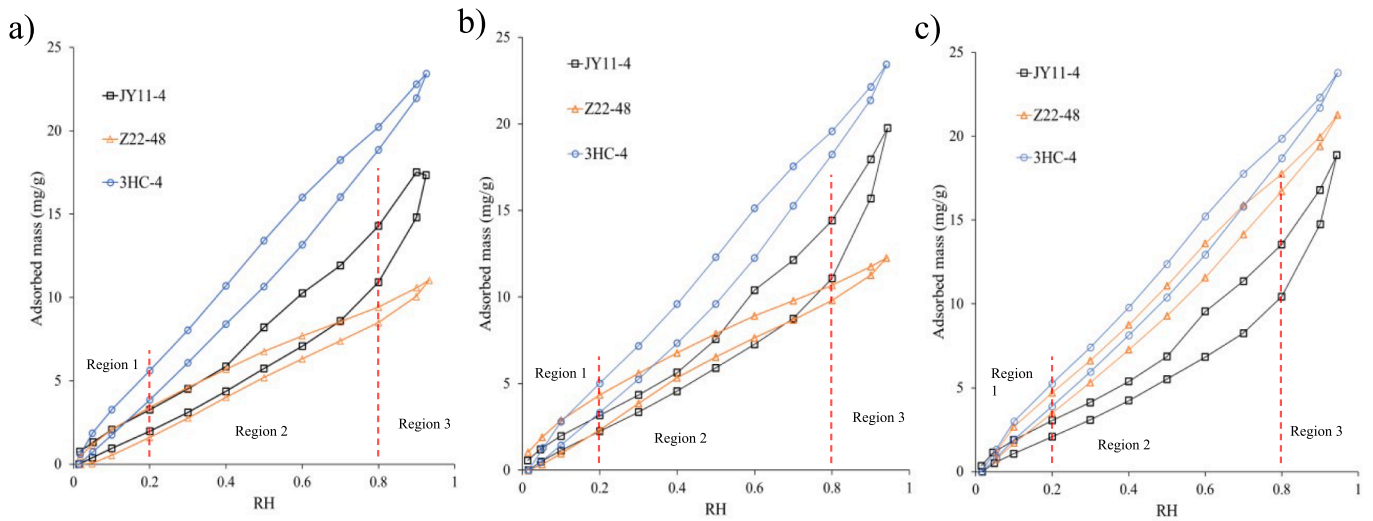 a)
25
20
15
10
5
0
Adsorbed mass (mg/g)
JY11-4
Z22-48
3HC-4
Region 1
Region 2
Region 3
0
0.2
0.4
0.6
0.8
1
RH
b)
25
20
15
10
5
0
Adsorbed mass (mg/g)
JY11-4
Z22-48
3HC-4
Region 1
Region 2
Region 3
0
0.2
0.4
0.6
0.8
1
RH
c)
25
20
15
10
5
0
Adsorbed mass (mg/g)
JY11-4
Z22-48
3HC-4
Region
1
Region 2
Region 3
0
0.2
0.4
0.6
0.8
1
RH